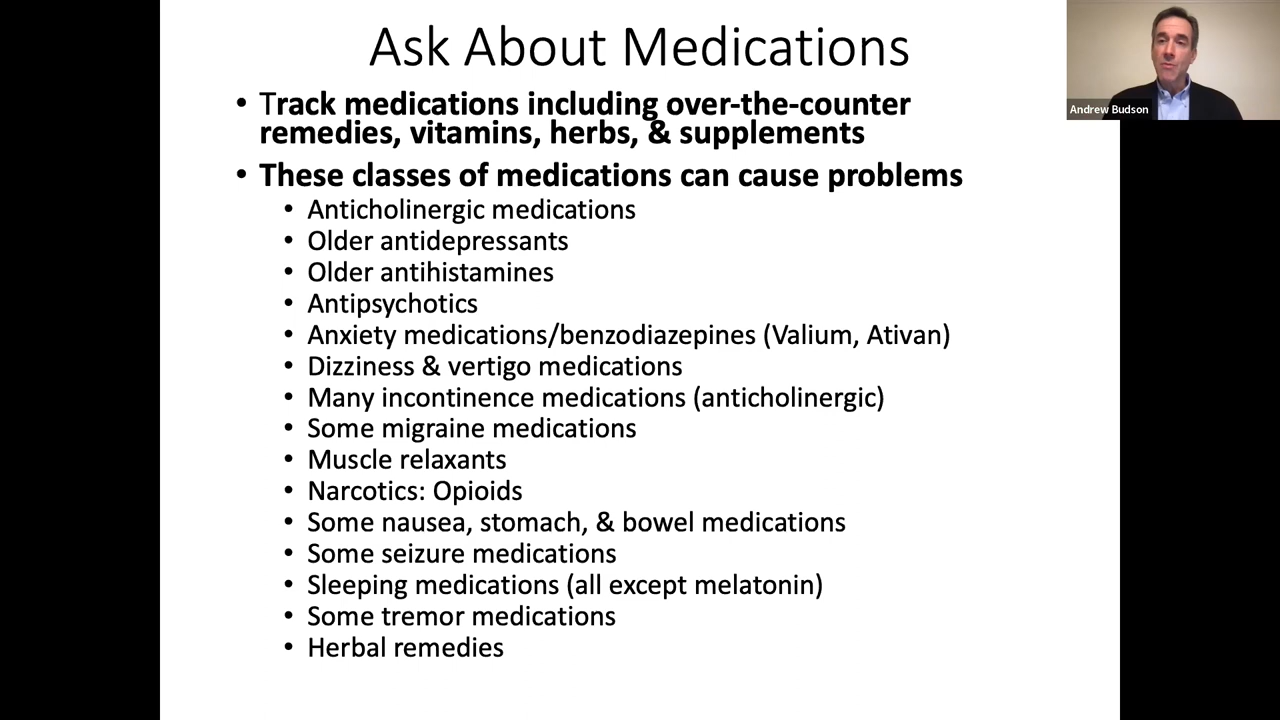 Ask About Medications
• Track medications including over-the-counter
remedies, vitamins, herbs, & supplements
• These classes of medications can cause problems
• Anticholinergic medications
• Older antidepressants
• Older antihistamines
• Antipsychotics
• Anxiety medications/benzodiazepines (Valium, Ativan)
• Dizziness & vertigo medications
• Many incontinence medications (anticholinergic)
• Some migraine medications
• Muscle relaxants
• Narcotics: Opioids
• Some nausea, stomach, & bowel medications
• Some seizure medications
• Sleeping medications (all except melatonin)
• Some tremor medications
• Herbal remedies
Andrew Budson